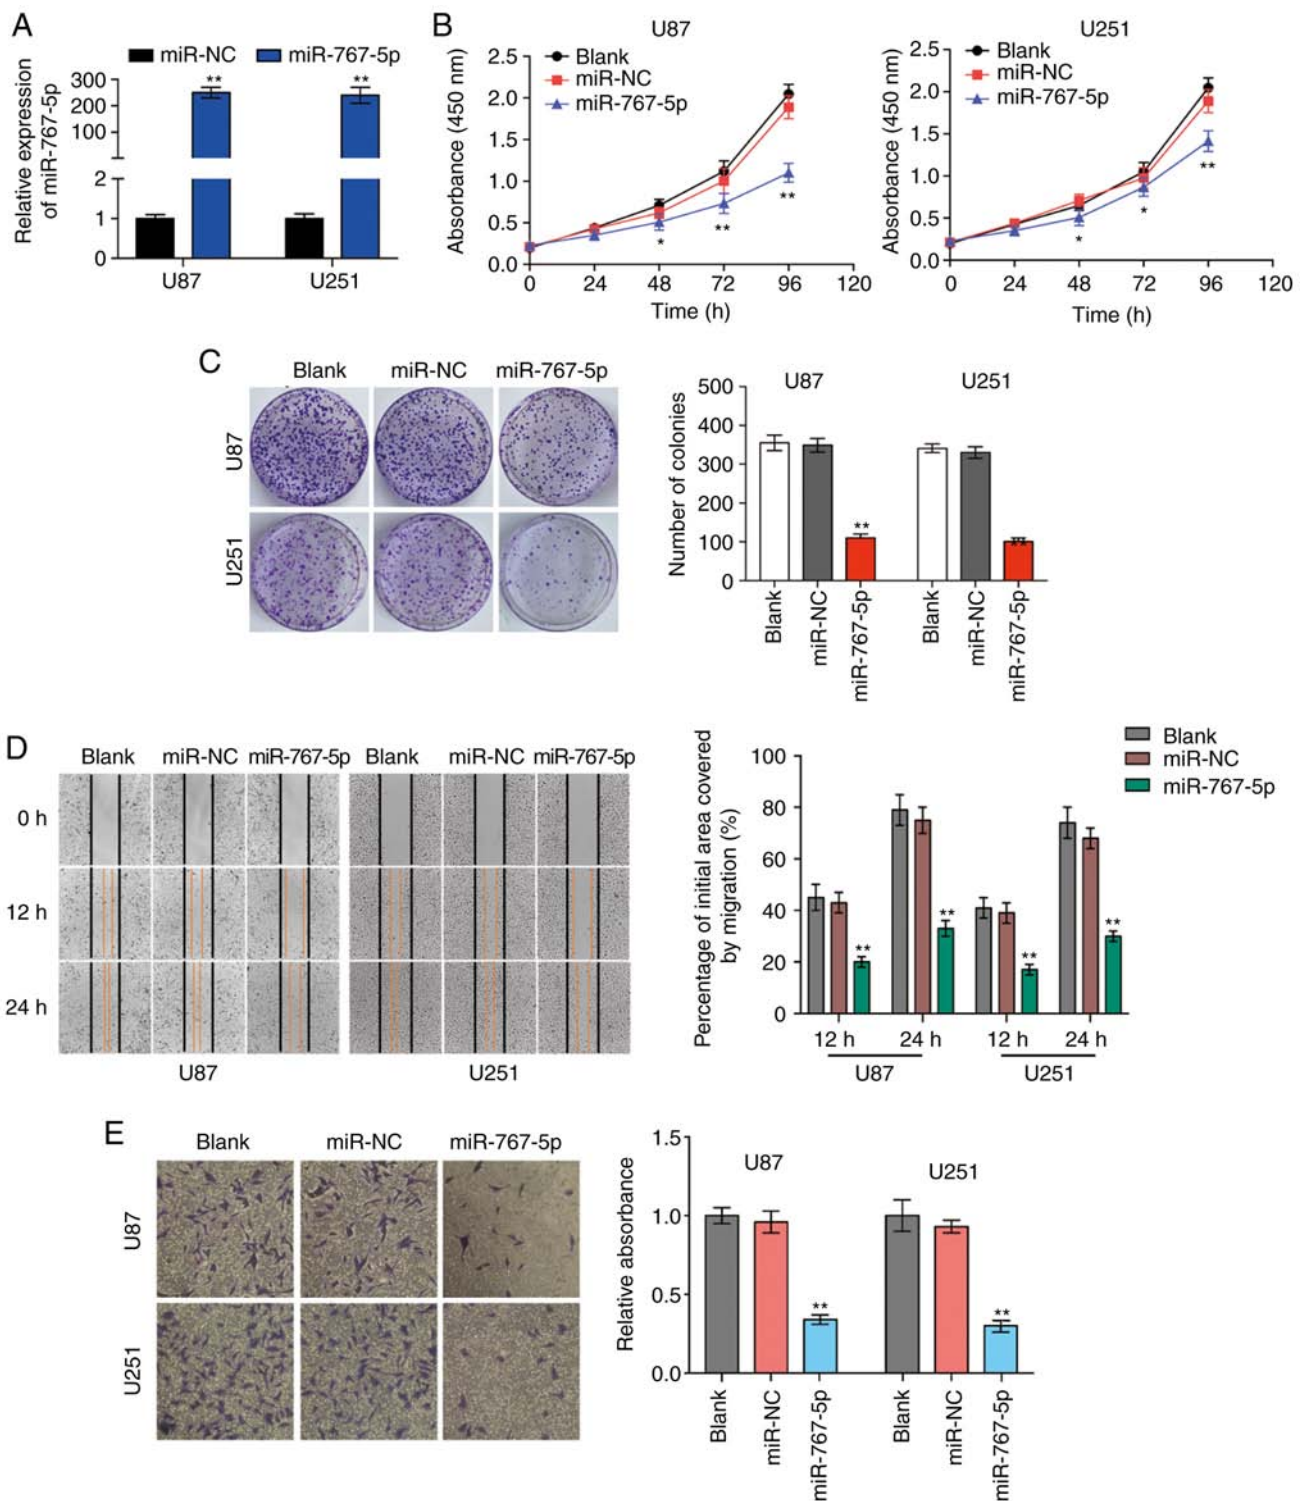 A
miR-NC
miR-767-5p
Relative expression
of miR-767-5p
300
200
100
2
1
0
**
**
U87
U251
B
U87
Blank
miR-NC
miR-767-5p
Absorbance (450 nm)
2.5
2.0
1.5
1.0
0.5
0.0
*
**
**
0 24 48 72 96 120
Time (h)
U251
Blank
miR-NC
miR-767-5p
Absorbance (450 nm)
2.5
2.0
1.5
1.0
0.5
0.0
*
*
**
0 24 48 72 96 120
Time (h)
C
Blank miR-NC miR-767-5p
U87
U251
U87 U251
Number of colonies
500
400
300
200
100
0
**
**
Blank
miR-NC
miR-767-5p
Blank
miR-NC
miR-767-5p
D
Blank miR-NC miR-767-5p Blank miR-NC miR-767-5p
0 h
12 h
24 h
U87 U251
Blank
miR-NC
miR-767-5p
Percentage of initial area covered
by migration (%)
100
80
60
40
20
0
**
**
**
**
12 h 24 h 12 h 24 h
U87 U251
E
Blank miR-NC miR-767-5p
U87
U251
Relative absorbance
1.5
1.0
0.5
0.0
U87
U251
**
**
Blank
miR-NC
miR-767-5p
Blank
miR-NC
miR-767-5p